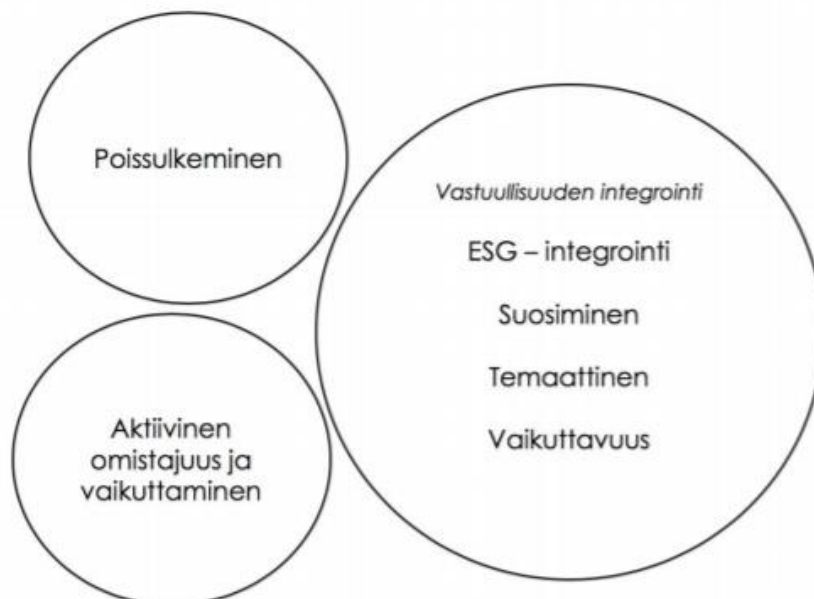 Poissulkeminen
Aktiivinen
omistajuus ja
vaikuttaminen
Vastuullisuuden integrointi
ESG – integrointi
Suosiminen
Temaattinen
Vaikuttavuus